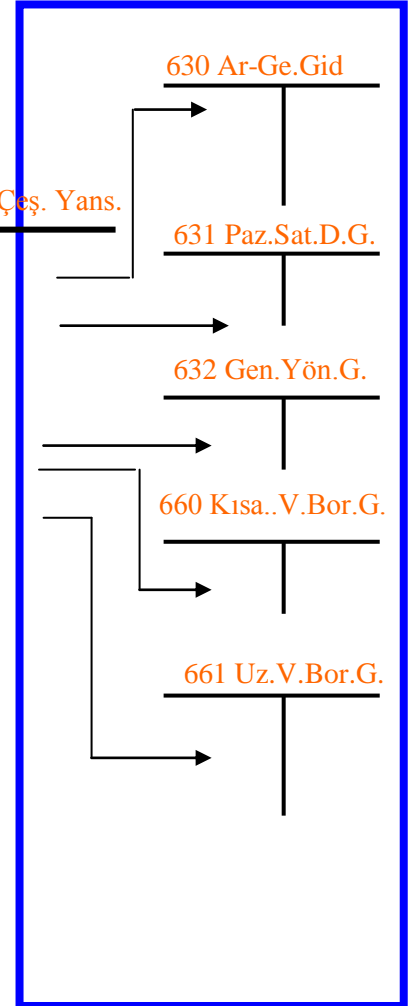 630 Ar-Ge.Gid
Çeş. Yans.
631 Paz.Sat.D.G.
632 Gen.Yön.G.
660 Kısa..V.Bor.G.
661 Uz.V.Bor.G.